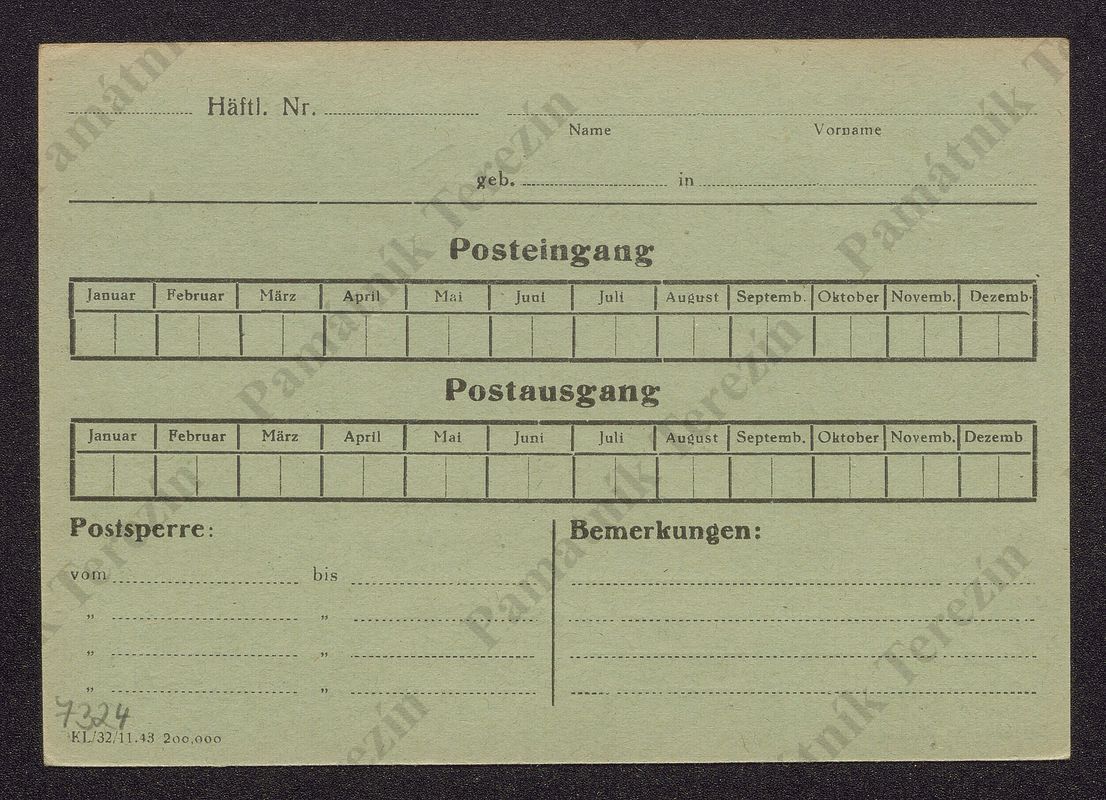 Häftl. Nr.
Name Vorname
geb. in
Posteingang
Januar Februar März April Mai Juni Juli August Septemb. Oktober Novemb. Dezemb.
Postausgang
Januar Februar März April Mai Juni Juli August Septemb. Oktober Novemb. Dezemb
Postsperre: Bemerkungen:
vom bis
„ „
„ „
„ „
7324
KL/32/11.43 200,000
Památník Terezín